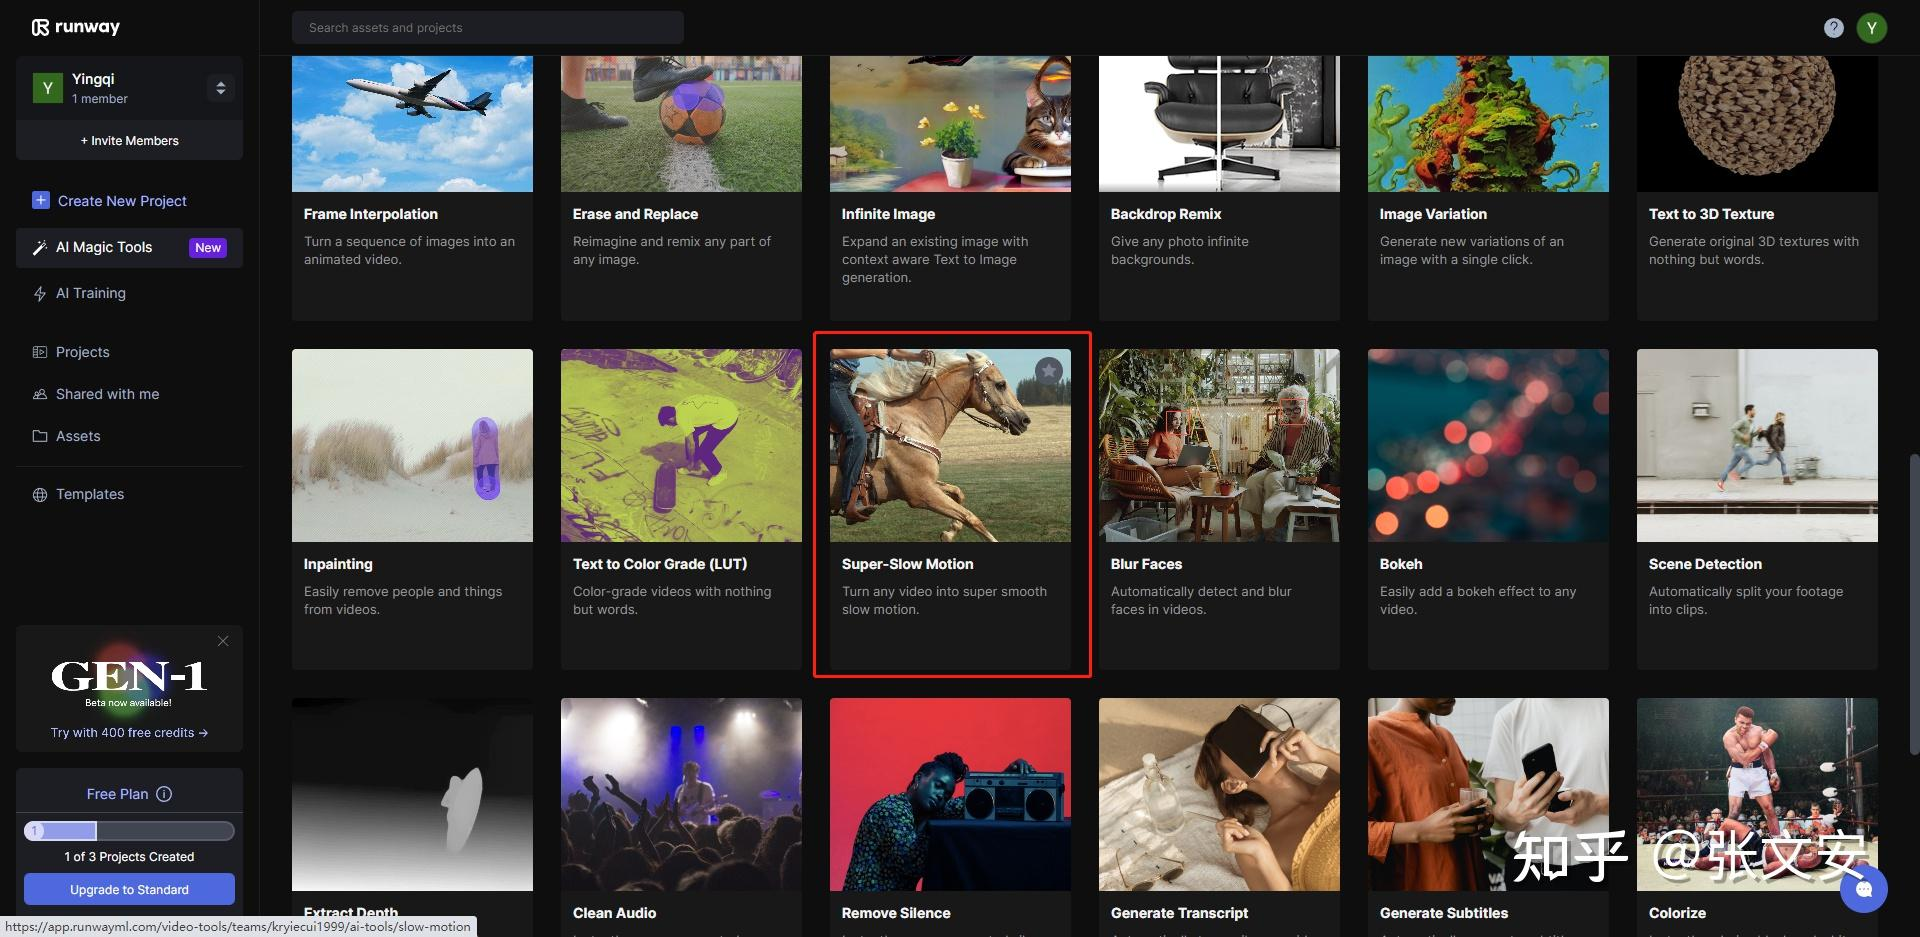 runway
Search assets and projects
?
Y
Y
Yingqi
1 member
+ Invite Members
Create New Project
AI Magic Tools
New
AI Training
Projects
Shared with me
Assets
Templates
GEN-1
Beta now available!
Try with 400 free credits →
Free Plan
1
1 of 3 Projects Created
Upgrade to Standard
Frame Interpolation
Turn a sequence of images into an
animated video.
Erase and Replace
Reimagine and remix any part of
any image.
Infinite Image
Expand an existing image with
context aware Text to Image
generation.
Backdrop Remix
Give any photo infinite
backgrounds.
Image Variation
Generate new variations of an
image with a single click.
Text to 3D Texture
Generate original 3D textures with
nothing but words.
Inpainting
Easily remove people and things
from videos.
Text to Color Grade (LUT)
Color-grade videos with nothing
but words.
Super-Slow Motion
Turn any video into super smooth
slow motion.
Blur Faces
Automatically detect and blur
faces in videos.
Bokeh
Easily add a bokeh effect to any
video.
Scene Detection
Automatically split your footage
into clips.
Extract Depth
Clean Audio
Remove Silence
Generate Transcript
Generate Subtitles
Colorize
知乎 @张文安
https://app.runwayml.com/video-tools/teams/kryiecui1999/ai-tools/slow-motion